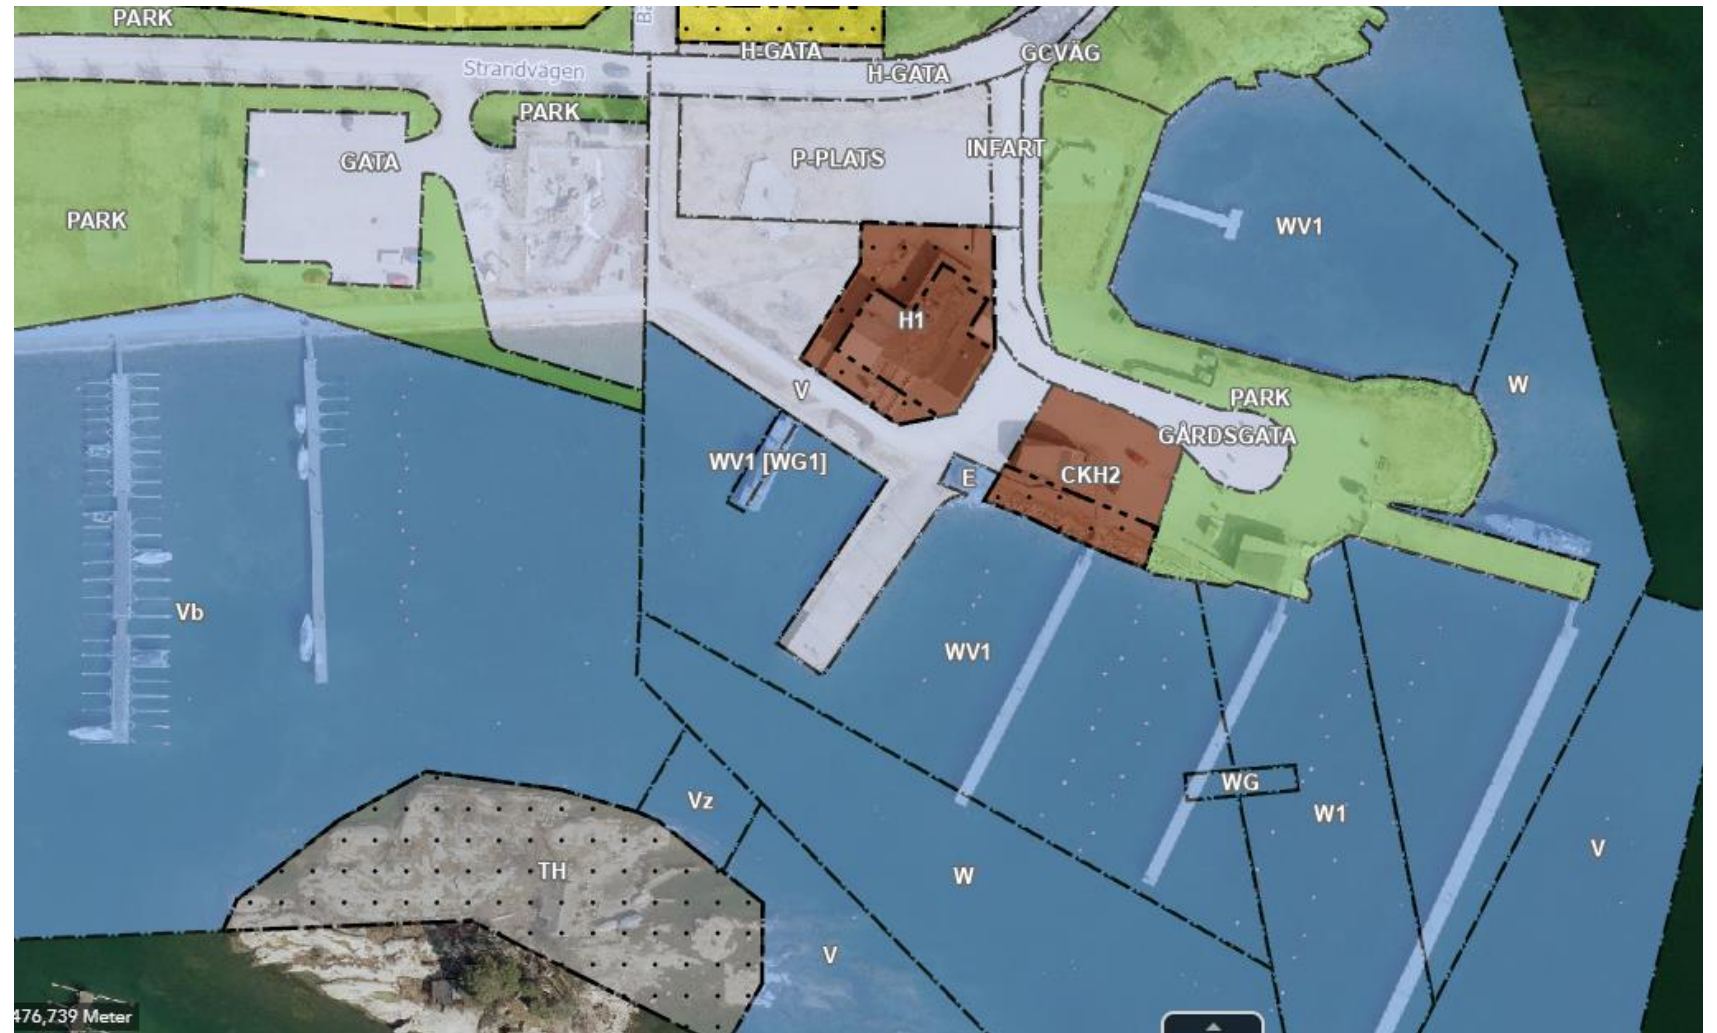 PARK
H-GATA
GCVÄG
H-GATA
Strandvägen
PARK
GATA
P-PLATS
INFART
PARK
WV1
H1
W
V
PARK
GÅRDSGATA
WV1 [WG1]
E
CKH2
Vb
WV1
WG
Vz
W1
V
TH
W
V
476,739 Meter